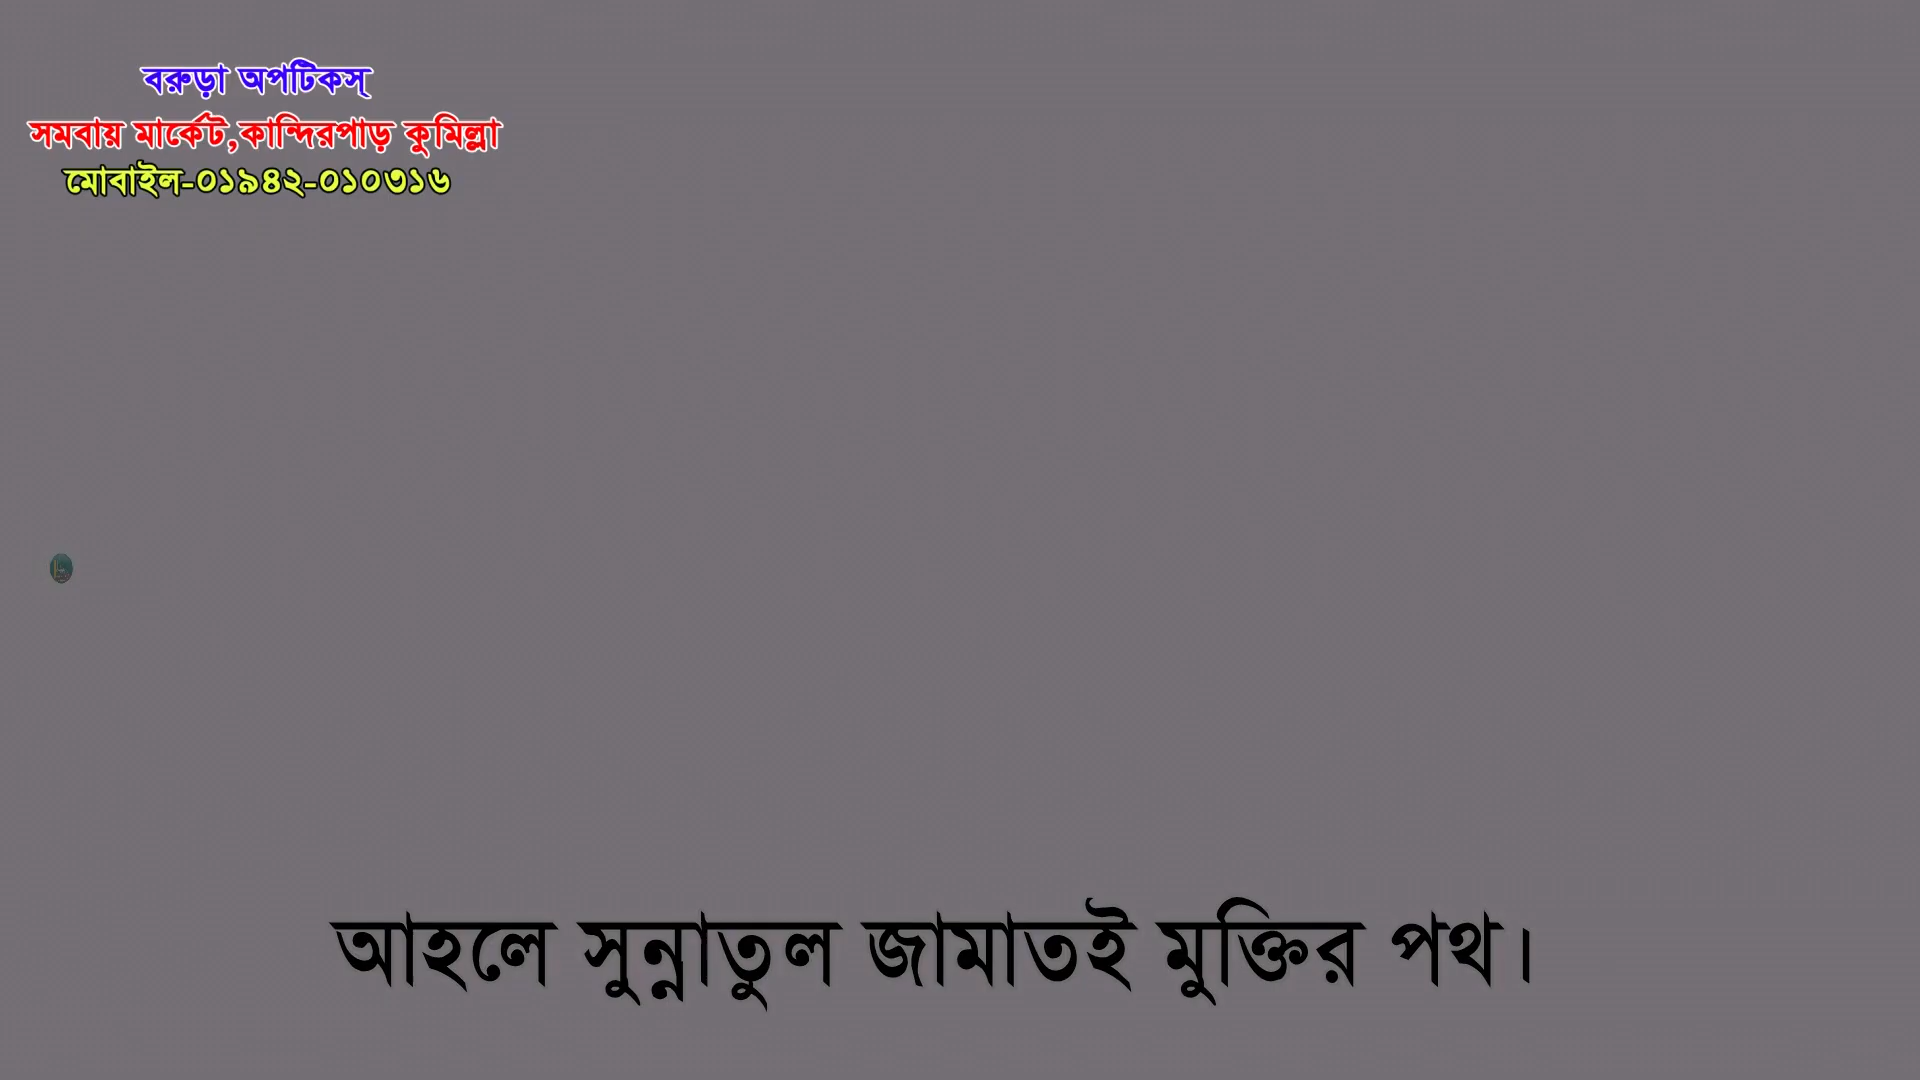 বরুড়া অপটিকস্
সমবায় মার্কেট,কান্দিরপাড় কুমিল্লা
মোবাইল-০১৯৪২-০১০৩১৬
আহলে সুন্নাতুল জামাতই মুক্তির পথ।